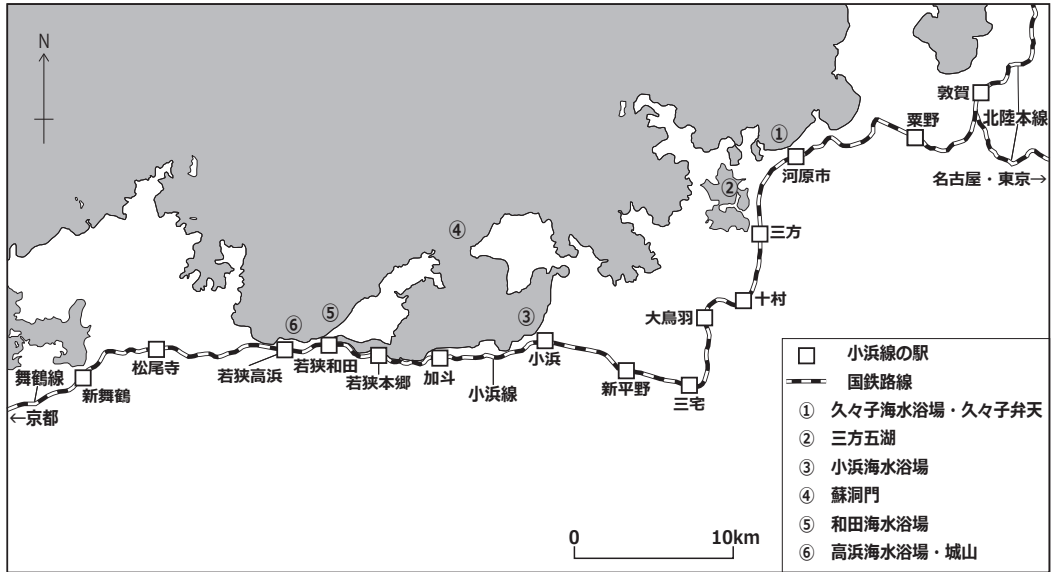 N
敦賀
粟野
北陸本線
①
河原市
名古屋・東京→
②
④
三方
十村
大鳥羽
③
⑤
⑥
小浜
松尾寺
若狭高浜
若狭和田
若狭本郷
加斗
小浜線
新平野
三宅
舞鶴線
新舞鶴
←京都
小浜線の駅
国鉄路線
① 久々子海水浴場・久々子弁天
② 三方五湖
③ 小浜海水浴場
④ 蘇洞門
⑤ 和田海水浴場
⑥ 高浜海水浴場・城山
0 10km